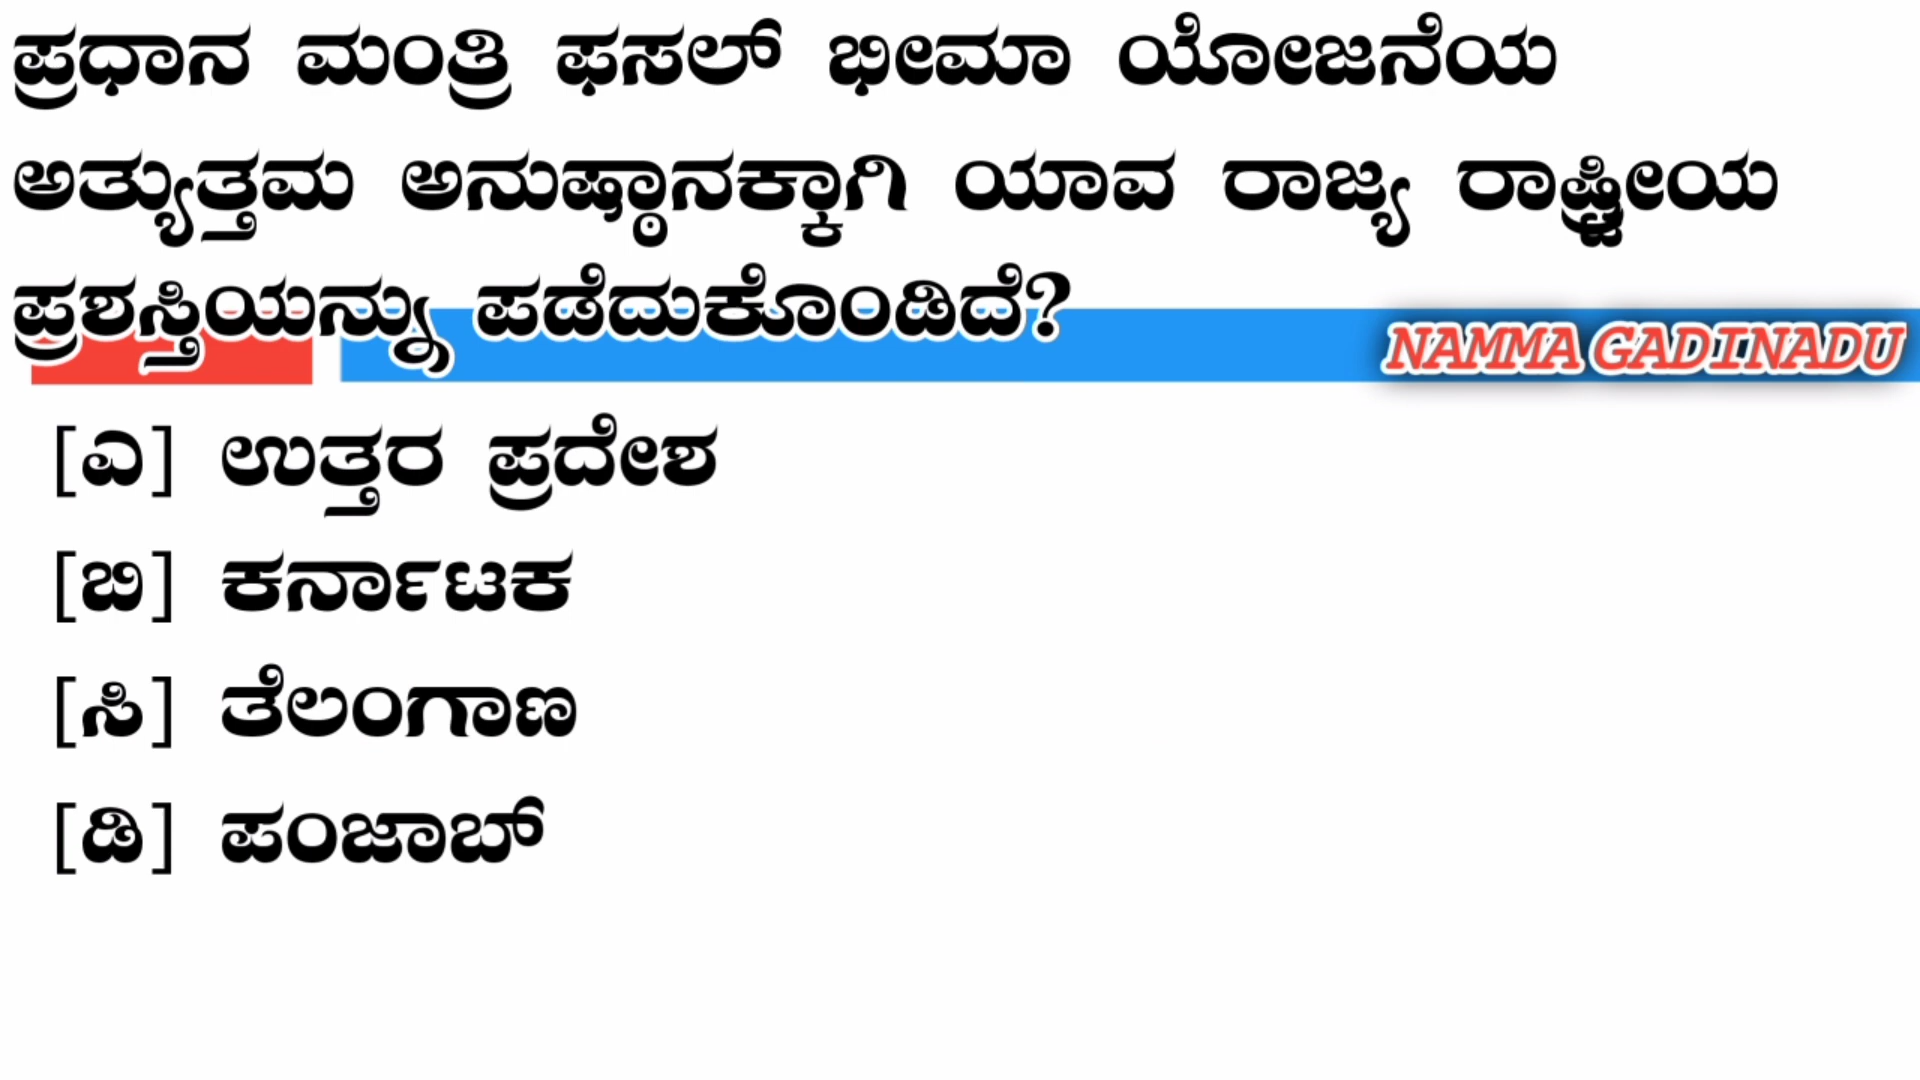 ಪ್ರಧಾನ ಮಂತ್ರಿ ಫಸಲ್ ಭೀಮಾ ಯೋಜನೆಯ
ಅತ್ಯುತ್ತಮ ಅನುಷ್ಠಾನಕ್ಕಾಗಿ ಯಾವ ರಾಜ್ಯ ರಾಷ್ಟ್ರೀಯ
ಪ್ರಶಸ್ತಿಯನ್ನು ಪಡೆದುಕೊಂಡಿದೆ?
NAMMA GADINADU
[ಎ] ಉತ್ತರ ಪ್ರದೇಶ
[ಬಿ] ಕರ್ನಾಟಕ
[ಸಿ] ತೆಲಂಗಾಣ
[ಡಿ] ಪಂಜಾಬ್